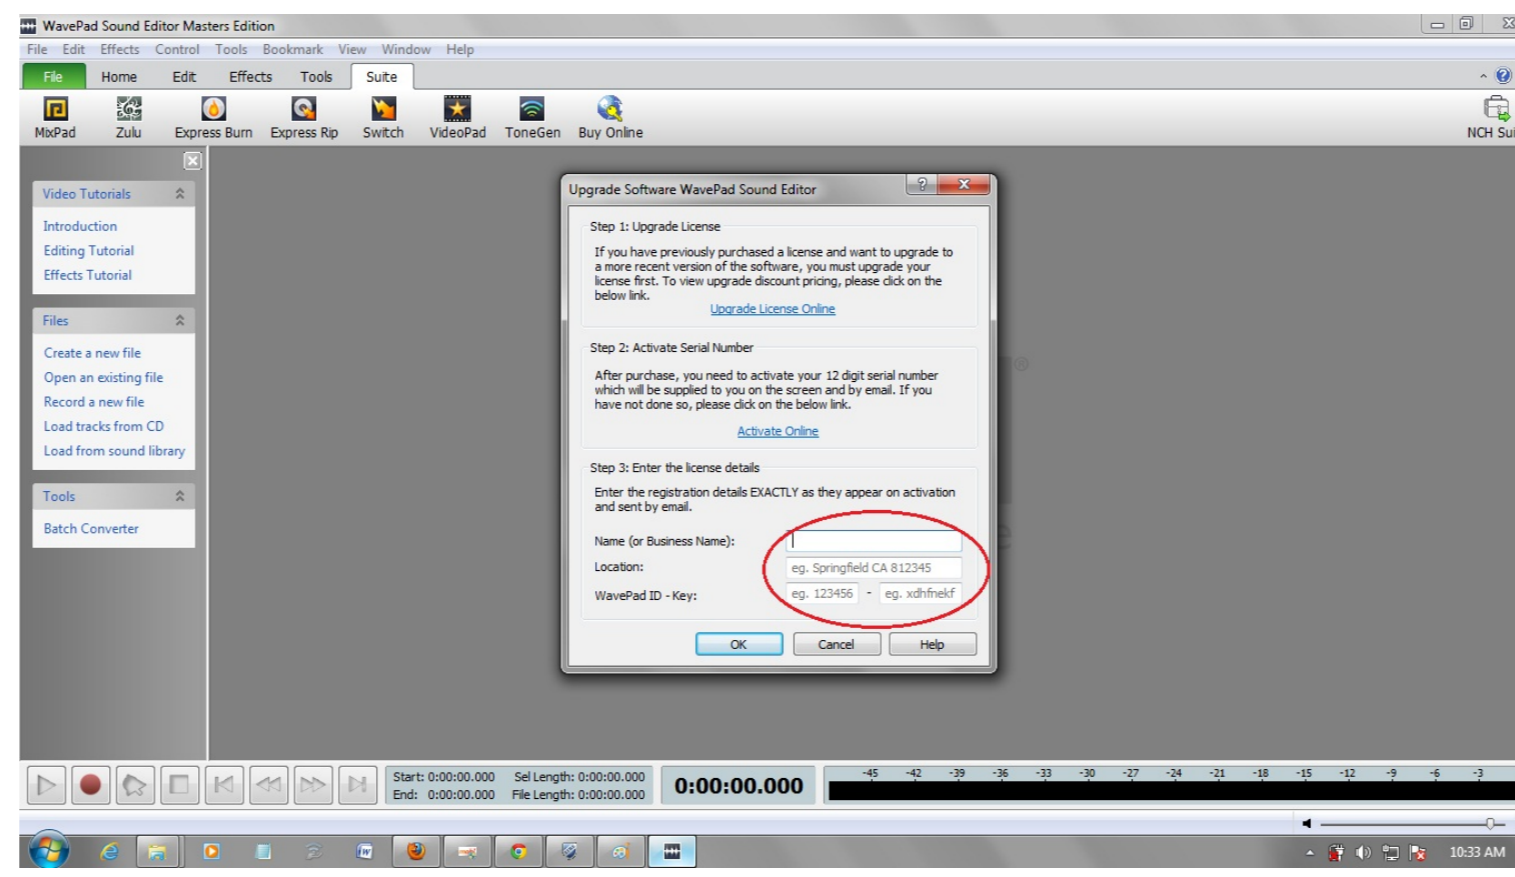 WavePad Sound Editor Masters Edition
File Edit Effects Control Tools Bookmark View Window Help
File Home Edit Effects Tools Suite
MixPad Zulu Express Burn Express Rip Switch VideoPad ToneGen Buy Online NCH Sui
Video Tutorials
Introduction
Editing Tutorial
Effects Tutorial
Files
Create a new file
Open an existing file
Record a new file
Load tracks from CD
Load from sound library
Tools
Batch Converter
Upgrade Software WavePad Sound Editor
Step 1: Upgrade License
If you have previously purchased a license and want to upgrade to
a more recent version of the software, you must upgrade your
license first. To view upgrade discount pricing, please click on the
below link.
Upgrade License Online
Step 2: Activate Serial Number
After purchase, you need to activate your 12 digit serial number
which will be supplied to you on the screen and by email. If you
have not done so, please click on the below link.
Activate Online
Step 3: Enter the license details
Enter the registration details EXACTLY as they appear on activation
and sent by email.
Name (or Business Name):
Location: eg. Springfield CA 812345
WavePad ID - Key: eg. 123456 - eg. xdhfnekf
OK Cancel Help
®
e
Start: 0:00:00.000 Sel Length: 0:00:00.000
End: 0:00:00.000 File Length: 0:00:00.000
0:00:00.000
-45 -42 -39 -36 -33 -30 -27 -24 -21 -18 -15 -12 -9 -6 -3
10:33 AM